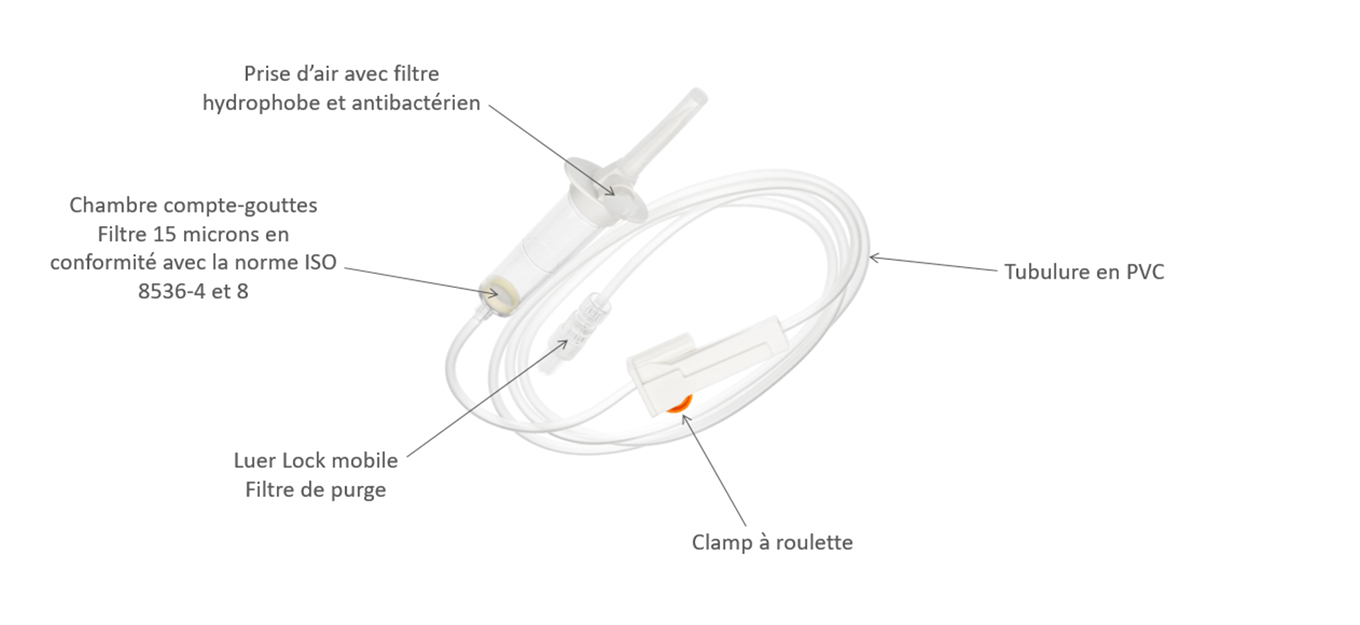 Prise d’air avec filtre
hydrophobe et antibactérien
Chambre compte-gouttes
Filtre 15 microns en
conformité avec la norme ISO
8536-4 et 8
Tubulure en PVC
Luer Lock mobile
Filtre de purge
Clamp à roulette